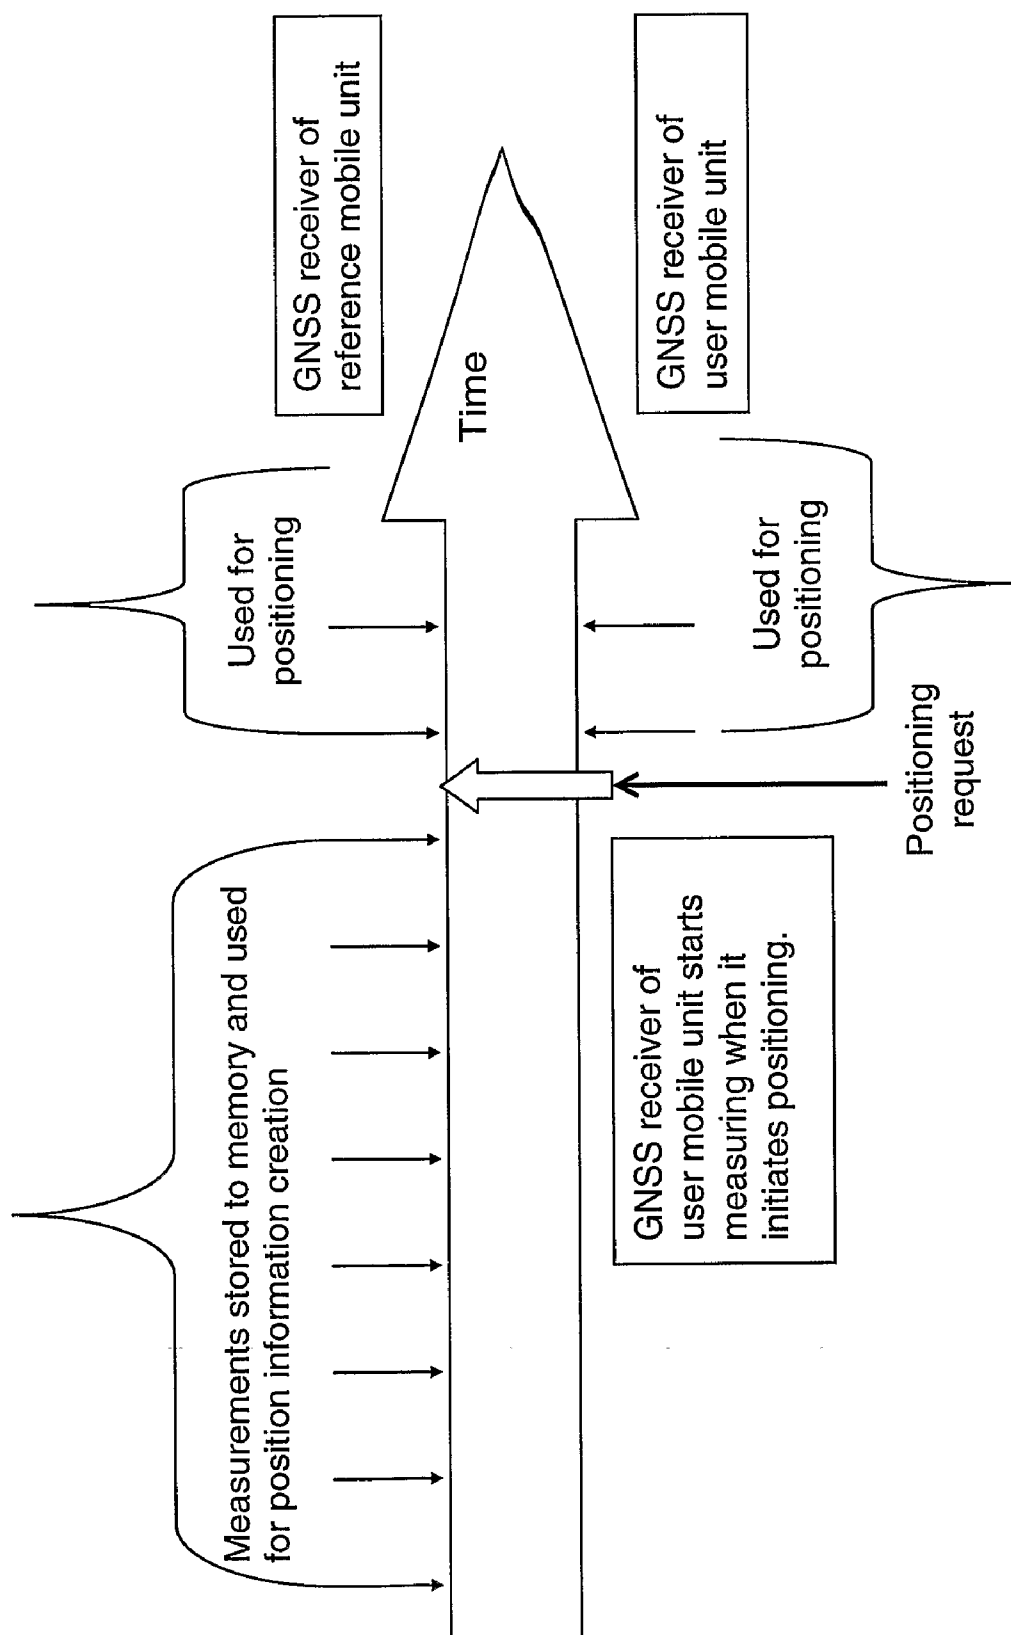 Measurements stored to memory and used
for position information creation
Used for
positioning
GNSS receiver of
reference mobile unit
Time
GNSS receiver of
user mobile unit starts
measuring when it
initiates positioning.
Used for
positioning
GNSS receiver of
user mobile unit
Positioning
request